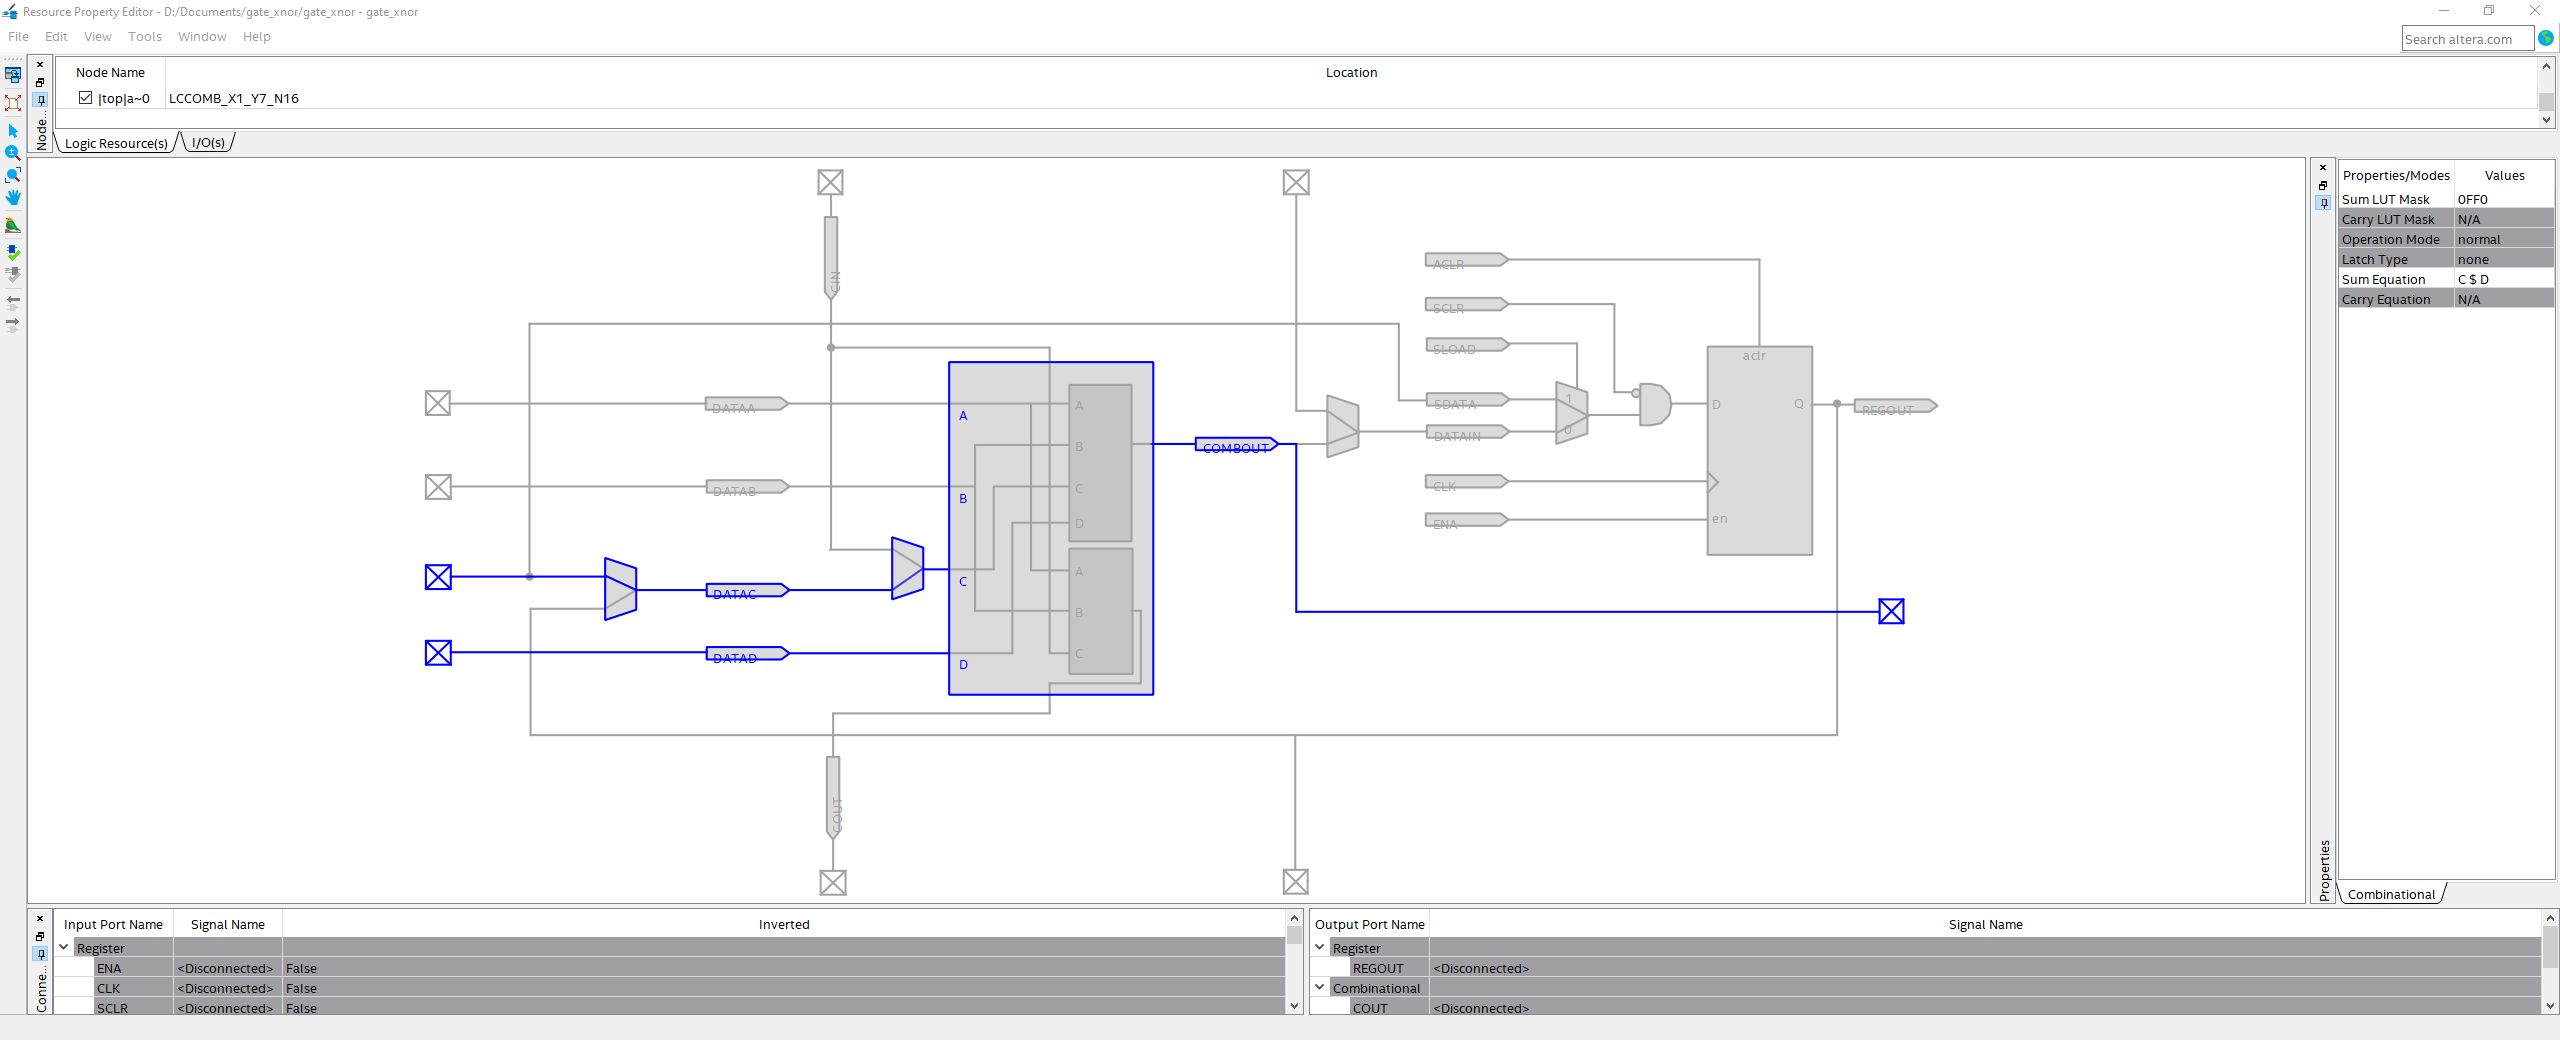 Resource Property Editor - D:/Documents/gate_xnor/gate_xnor - gate_xnor
File Edit View Tools Window Help
Search altera.com
Node...
Node Name Location
|top|a~0 LCCOMB_X1_Y7_N16
Logic Resource(s) I/O(s)
Properties/Modes Values
Sum LUT Mask 0FF0
Carry LUT Mask N/A
Operation Mode normal
Latch Type none
Sum Equation C $ D
Carry Equation N/A
Properties
Combinational
CIN
ACLR
SCLR
SLOAD
aclr
DATAA
A
A
SDATA
1
D
Q
REGOUT
B
COMBOUT
DATAIN
0
DATAB
B
C
CLK
D
ENA
en
A
C
DATAC
B
DATAD
D
C
COUT
Conne...
Input Port Name Signal Name Inverted
Register
ENA <Disconnected> False
CLK <Disconnected> False
SCLR <Disconnected> False
Output Port Name Signal Name
Register
REGOUT <Disconnected>
Combinational
COUT <Disconnected>